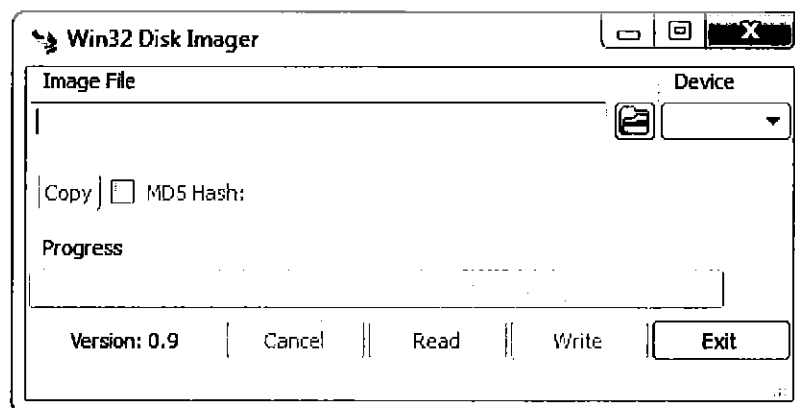 Win32 Disk Imager
Image File Device
Copy MD5 Hash:
Progress
Version: 0.9 Cancel Read Write Exit